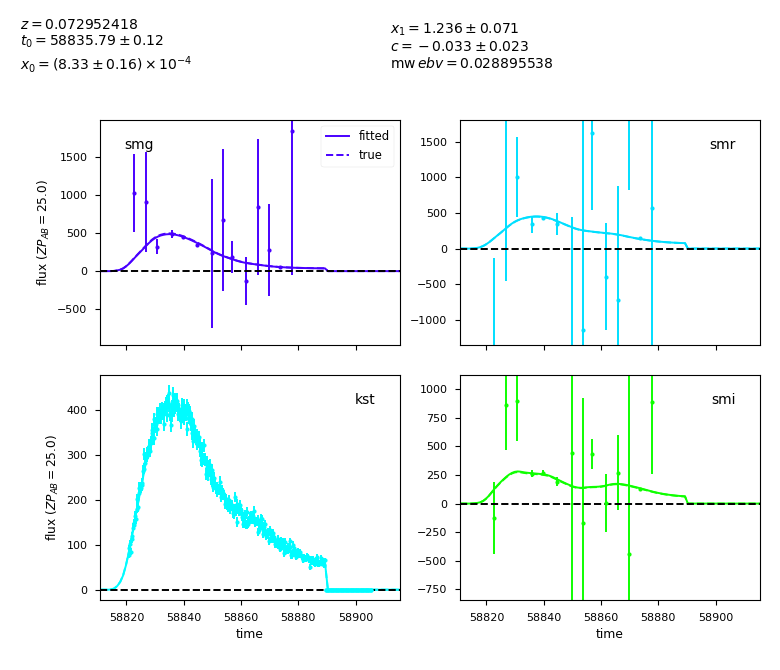 z = 0.072952418
t₀ = 58835.79 ± 0.12
x₀ = (8.33 ± 0.16) × 10⁻⁴
x₁ = 1.236 ± 0.071
c = −0.033 ± 0.023
mw ebv = 0.028895538
smg
fitted
true
1500
1000
500
0
−500
flux (ZP_AB = 25.0)
smr
1500
1000
500
0
−500
−1000
kst
400
300
200
100
0
flux (ZP_AB = 25.0)
58820 58840 58860 58880 58900
time
smi
1000
750
500
250
0
−250
−500
−750
58820 58840 58860 58880 58900
time